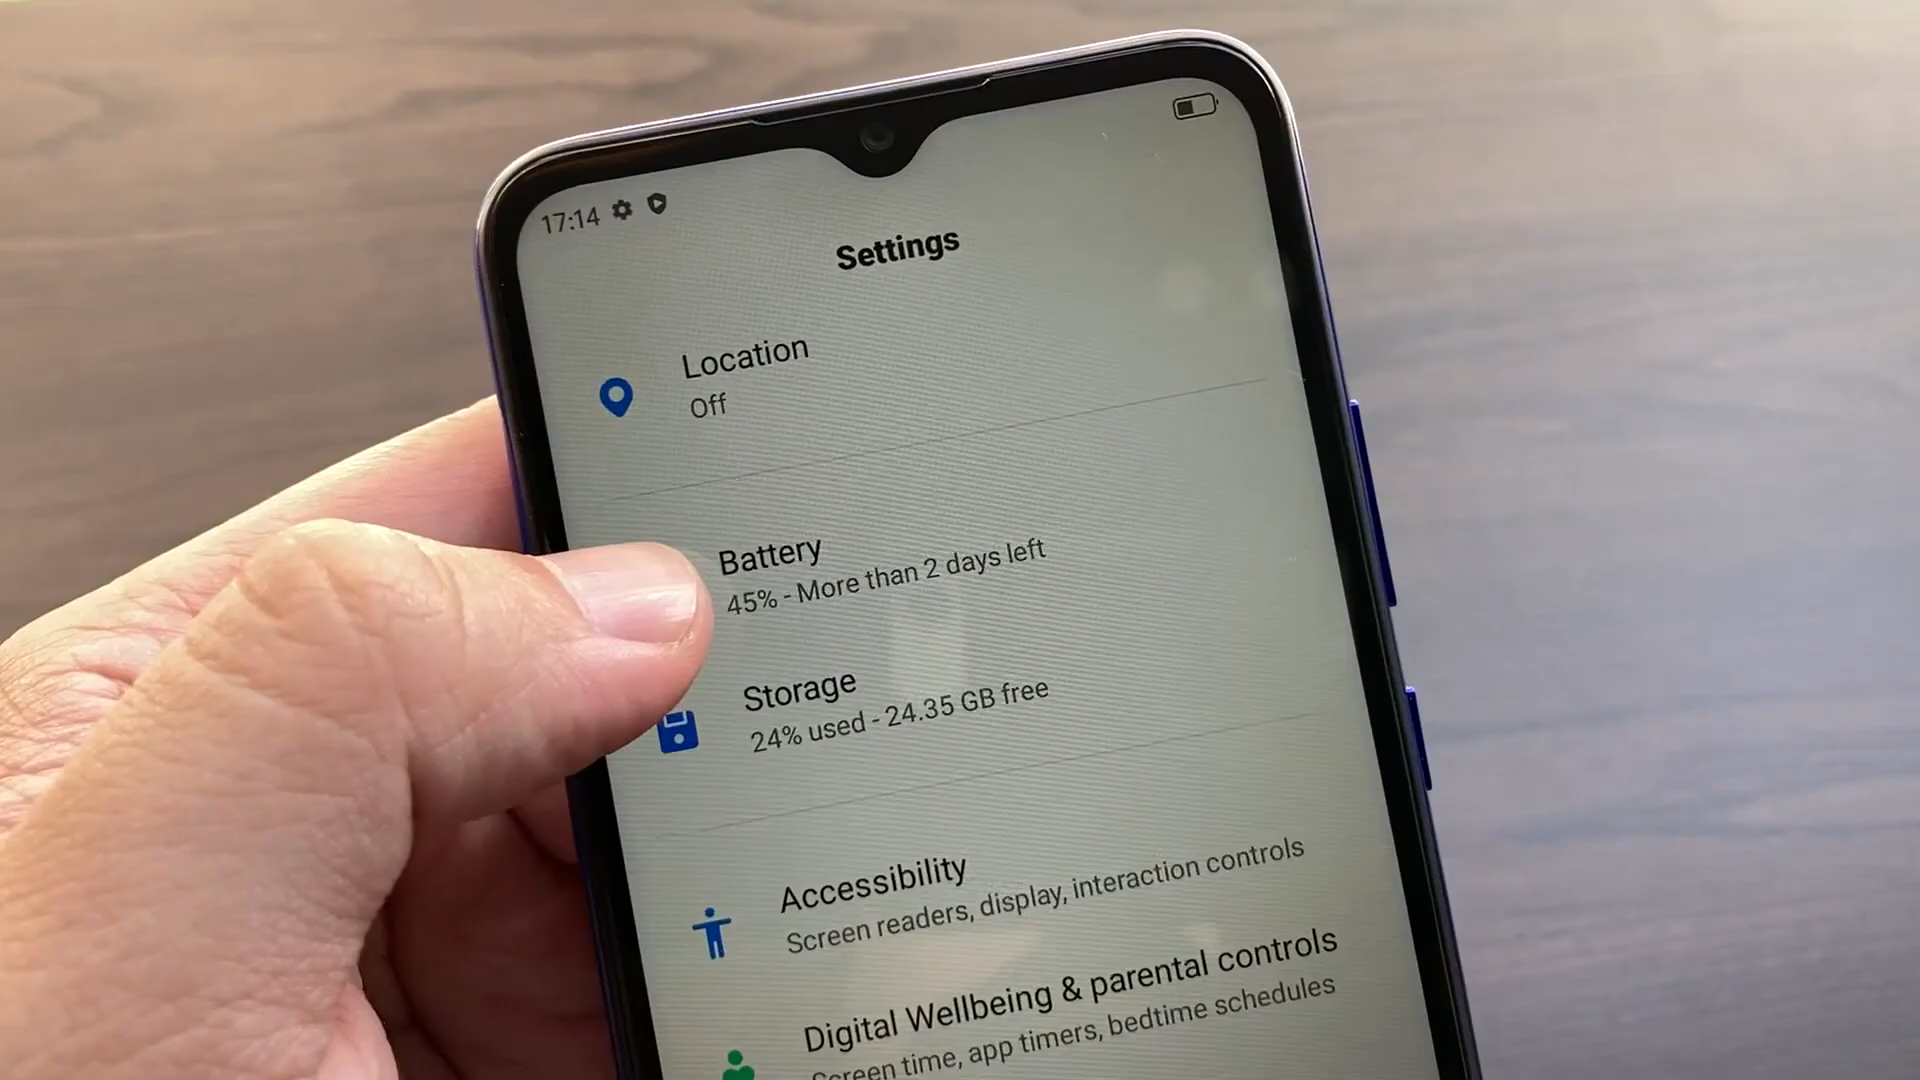 17:14
Settings
Location
Off
Battery
45% - More than 2 days left
Storage
24% used - 24.35 GB free
Accessibility
Screen readers, display, interaction controls
Digital Wellbeing & parental controls
Screen time, app timers, bedtime schedules